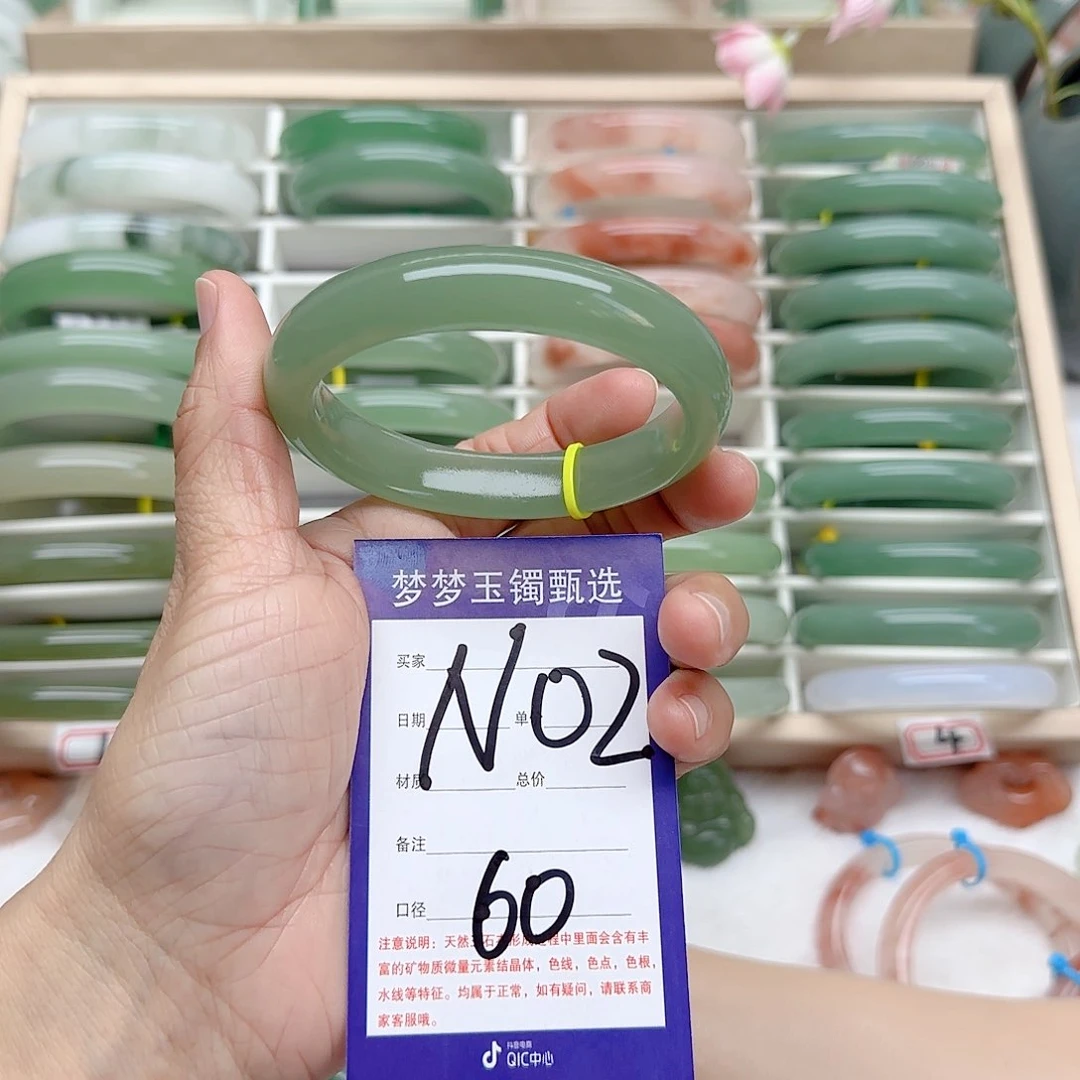 梦梦玉镯甄选
买家
NO2
日期 单
材质 总价
备注
口径 60
注意说明：天然 石 形成过程中里面会含有丰
富的矿物质微量元素结晶体，色线，色点，色根，
水线等特征。均属于正常，如有疑问，请联系商
家客服哦。
抖音电商
QIC中心
4